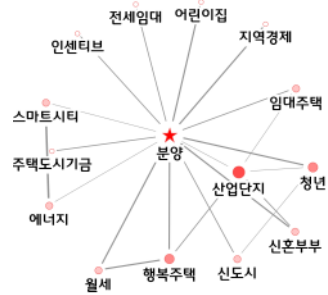 전세임대
어린이집
인센티브
지역경제
스마트시티
임대주택
분양
주택도시기금
산업단지
청년
에너지
신혼부부
월세
행복주택
신도시